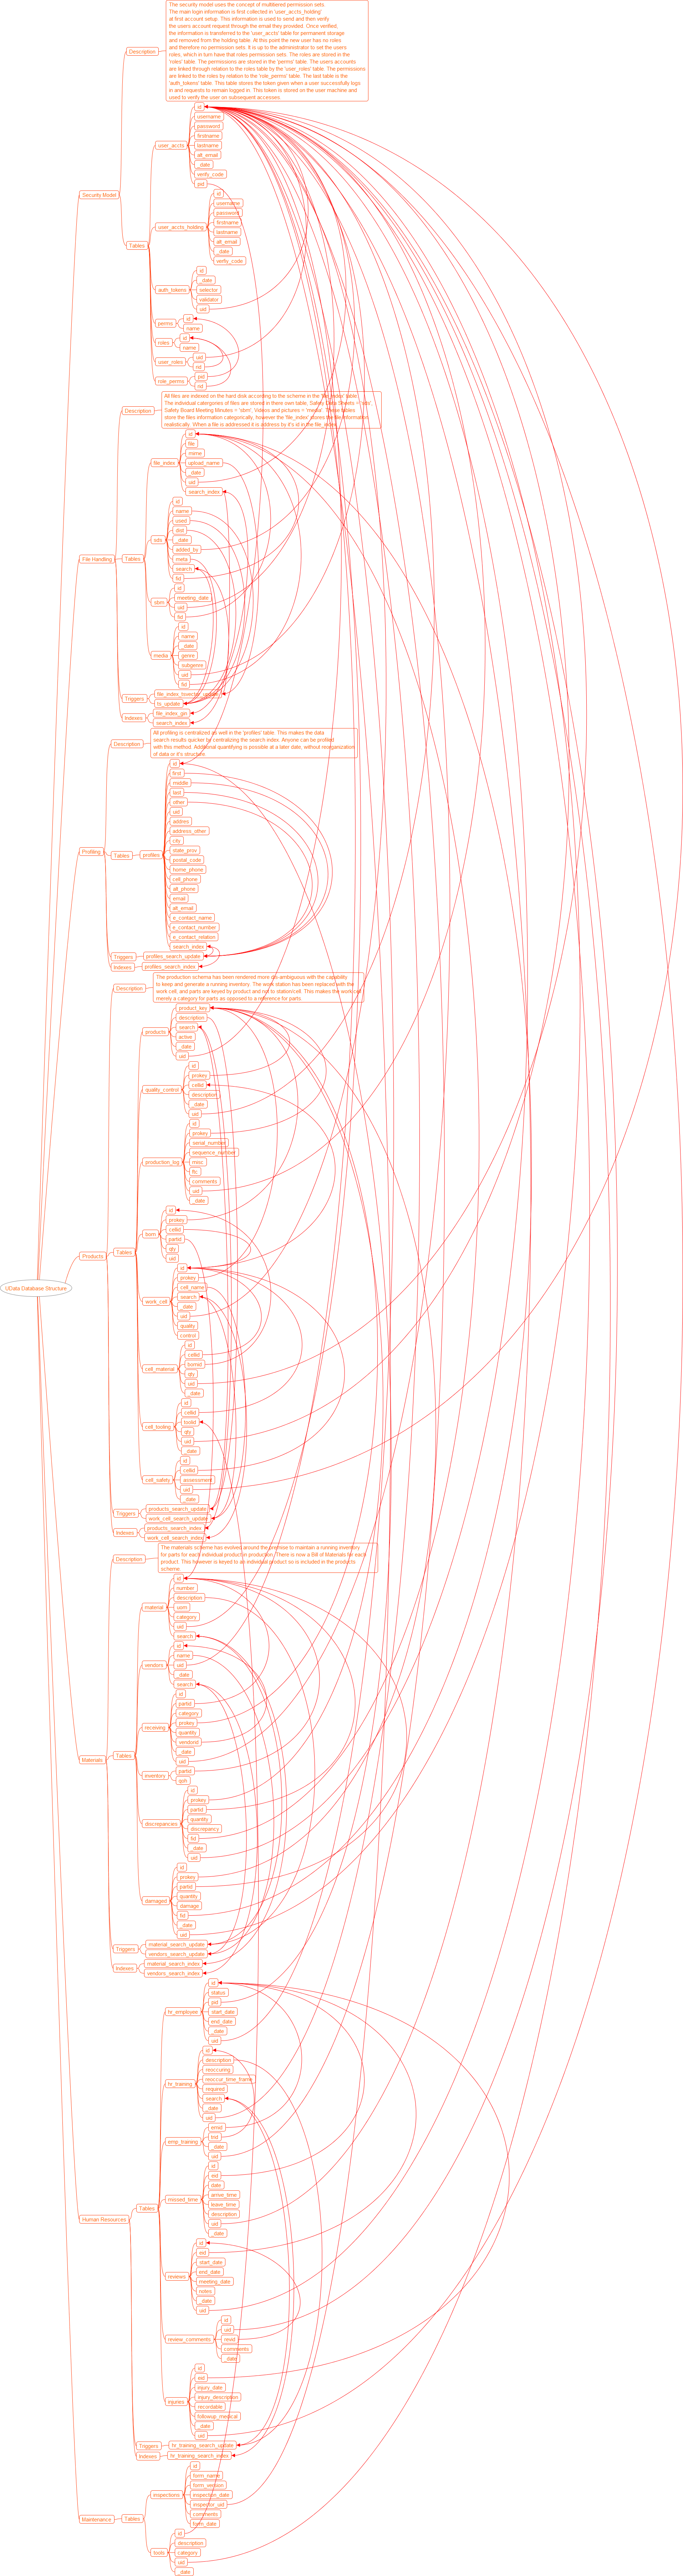 UData Database Structure
Security Model
Description
The security model uses the concept of multitiered permission sets.
The main login information is first collected in 'user_accts_holding'
at first account setup. This information is used to send and then verify
the users account request through the email they provided. Once verified,
the information is transferred to the 'user_accts' table for permanent storage
and removed from the holding table. At this point the new user has no roles
and therefore no permission sets. It is up to the administrator to set the users
roles, which in turn have that roles permission sets. The roles are stored in the
'roles' table. The permissions are stored in the 'perms' table. The users accounts
are linked through relation to the roles table by the 'user_roles' table. The permissions
are linked to the roles by relation to the 'role_perms' table. The last table is the
'auth_tokens' table. This table stores the token given when a user successfully logs
in and requests to remain logged in. This token is stored on the user machine and
used to verify the user on subsequent accesses.
Tables
user_accts
id
username
password
firstname
lastname
alt_email
_date
verify_code
pid
user_accts_holding
id
username
password
firstname
lastname
alt_email
_date
verfiy_code
auth_tokens
id
_date
selector
validator
uid
perms
id
name
roles
id
name
user_roles
uid
rid
role_perms
pid
rid
File Handling
Description
All files are indexed on the hard disk according to the scheme in the 'file_index' table.
The individual catergories of files are stored in there own table. Safety Data Sheets = 'sds'
Safety Board Meeting Minutes = 'sbm', Videos and pictures = 'media'. These tables
store the files information categorically, however the 'file_index' stores the file information
realistically. When a file is addressed it is address by it's id in the file_index.
Tables
file_index
id
file
mime
upload_name
_date
uid
search_index
sds
id
name
used
dist
_date
added_by
meta
search
fid
sbm
id
meeting_date
uid
fid
media
id
name
_date
genre
subgenre
uid
fid
Triggers
file_index_tsvector_update
ts_update
Indexes
file_index_gin
search_index
Profiling
Description
All profiling is centralized as well in the 'profiles' table. This makes the data
search results quicker by centralizing the search index. Anyone can be profiled
with this method. Additional quantifying is possible at a later date, without reorganization
of data or it's structure.
Tables
profiles
id
first
middle
last
other
uid
addres
address_other
city
state_prov
postal_code
home_phone
cell_phone
alt_phone
email
alt_email
e_contact_name
e_contact_number
e_contact_relation
search_index
Triggers
profiles_search_update
Indexes
profiles_search_index
Products
Description
The production schema has been rendered more dis-ambiguous with the capability
to keep and generate a running inventory. The work station has been replaced with the
work cell, and parts are keyed by product and not to station/cell. This makes the work cell
merely a category for parts as opposed to a reference for parts.
Tables
products
product_key
description
search
active
_date
uid
quality_control
id
prokey
cellid
description
_date
uid
production_log
id
prokey
serial_number
sequence_number
misc
ftc
comments
uid
_date
bom
id
prokey
cellid
partid
qty
uid
work_cell
id
prokey
cell_name
search
_date
uid
quality
control
cell_material
id
cellid
bomid
qty
uid
_date
cell_tooling
id
cellid
toolid
qty
uid
_date
cell_safety
id
cellid
assessment
uid
_date
Triggers
products_search_update
work_cell_search_update
Indexes
products_search_index
work_cell_search_index
Materials
Description
The materials scheme has evolved around the premise to maintain a running inventory
for parts for each individual product in production. There is now a Bill of Materials for each
product. This however is keyed to an individual product so is included in the products
scheme.
Tables
material
id
number
description
uom
category
uid
search
vendors
id
name
uid
_date
search
receiving
id
partid
category
prokey
quantity
vendorid
_date
uid
inventory
partid
discrepancies
id
prokey
partid
quantity
discrepancy
fid
_date
uid
damaged
id
prokey
partid
quantity
damage
fid
_date
uid
Triggers
material_search_update
vendors_search_update
Indexes
material_search_index
vendors_search_index
Human Resources
Tables
hr_employee
id
status
pid
start_date
end_date
_date
uid
hr_training
id
description
reoccuring
reoccur_time_frame
required
search
_date
uid
emp_training
emid
trid
_date
uid
missed_time
id
eid
date
arrive_time
leave_time
description
uid
_date
reviews
id
eid
start_date
end_date
meeting_date
notes
_date
uid
review_comments
id
uid
revid
comments
_date
injuries
id
eid
injury_date
injury_description
recordable
followup_medical
_date
uid
Triggers
hr_training_search_update
Indexes
hr_training_search_index
Maintenance
Tables
inspections
id
form_name
form_version
inspection_date
inspector_uid
comments
form_date
tools
id
description
category
uid
_date